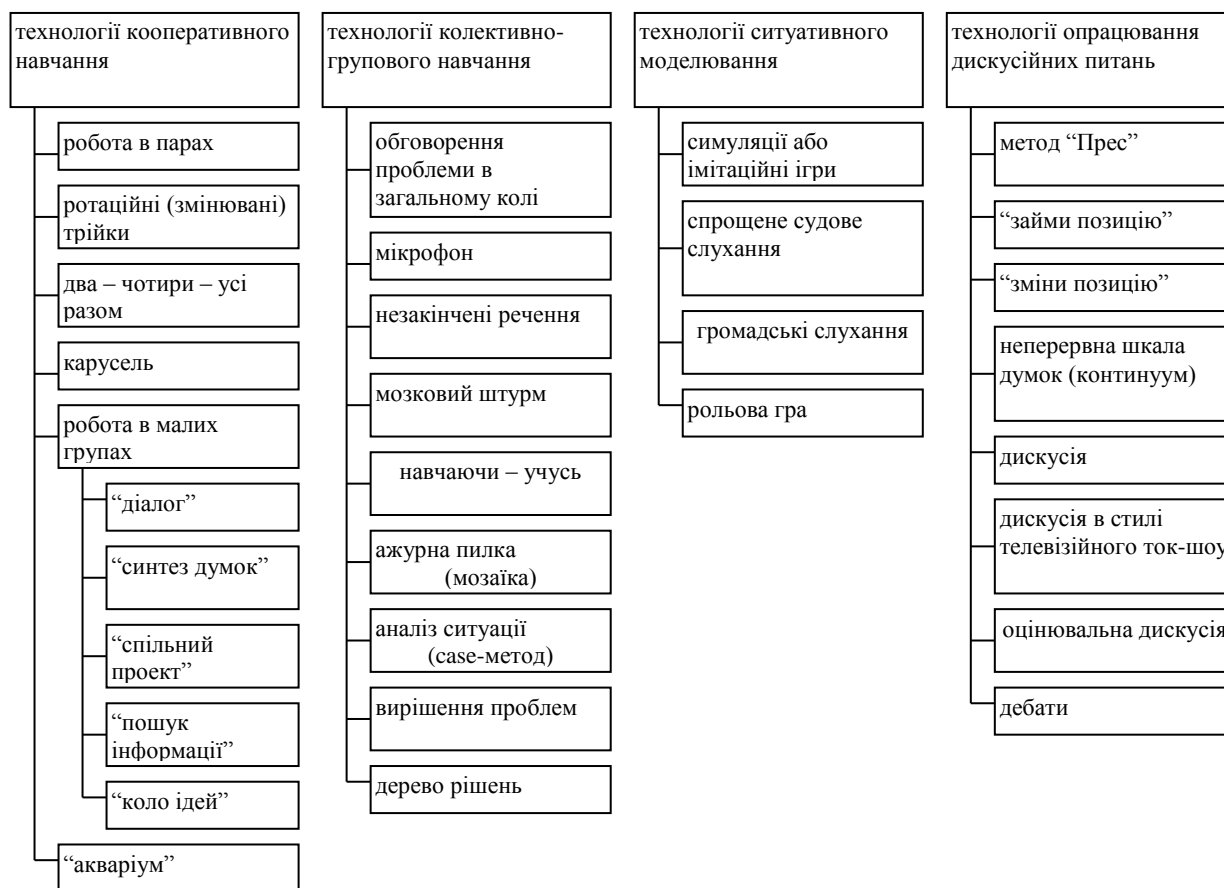 технології кооперативного
навчання
робота в парах
ротаційні (змінювані)
трійки
два – чотири – усі
разом
карусель
робота в малих
групах
“діалог”
“синтез думок”
“спільний
проект”
“пошук
інформації”
“коло ідей”
“акваріум”
технології колективно-
групового навчання
обговорення
проблеми в
загальному колі
мікрофон
незакінчені речення
мозковий штурм
навчаючи – учусь
ажурна пилка
(мозаїка)
аналіз ситуації
(case-метод)
вирішення проблем
дерево рішень
технології ситуативного
моделювання
симуляції або
імітаційні ігри
спрощене судове
слухання
громадські слухання
рольова гра
технології опрацювання
дискусійних питань
метод “Прес”
“займи позицію”
“зміни позицію”
неперервна шкала
думок (континуум)
дискусія
дискусія в стилі
телевізійного ток-шоу
оцінювальна дискусія
дебати